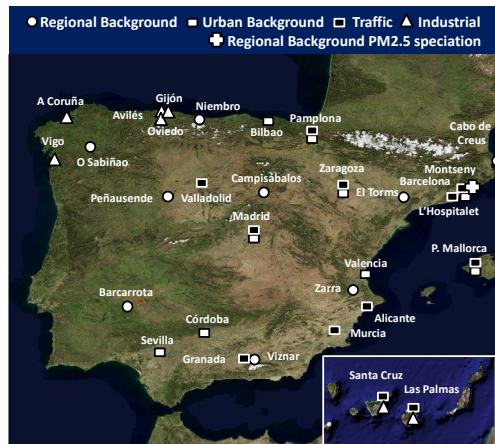 Regional Background Urban Background Traffic Industrial
Regional Background PM2.5 speciation
A Coruña
Gijón
Avilés
Niembro
Oviedo
Bilbao
Pamplona
Cabo de
Creus
Vigo
O Sabiñao
Peñausende
Valladolid
Campisábalos
Zaragoza
El Torms
Montseny
Barcelona
L'Hospitalet
Madrid
P. Mallorca
Valencia
Zarra
Barcarrota
Alicante
Córdoba
Murcia
Sevilla
Granada
Viznar
Santa Cruz
Las Palmas